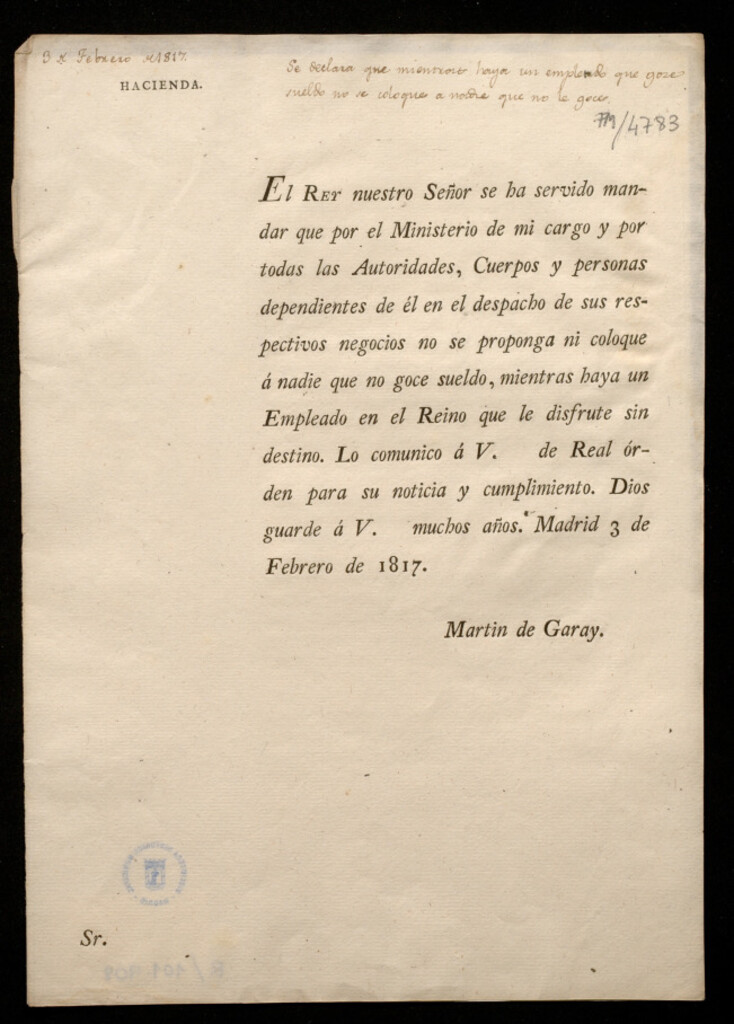 3 de Febrero de 1817.
Se declara que mientras haya un empleado que goze
sueldo no se coloque a nadie que no le goce.
HACIENDA.
/4783
El REY nuestro Señor se ha servido man-
dar que por el Ministerio de mi cargo y por
todas las Autoridades, Cuerpos y personas
dependientes de él en el despacho de sus res-
pectivos negocios no se proponga ni coloque
á nadie que no goce sueldo, mientras haya un
Empleado en el Reino que le disfrute sin
destino. Lo comunico á V. de Real ór-
den para su noticia y cumplimiento. Dios
guarde á V. muchos años. Madrid 3 de
Febrero de 1817.
Martin de Garay.
Sr.